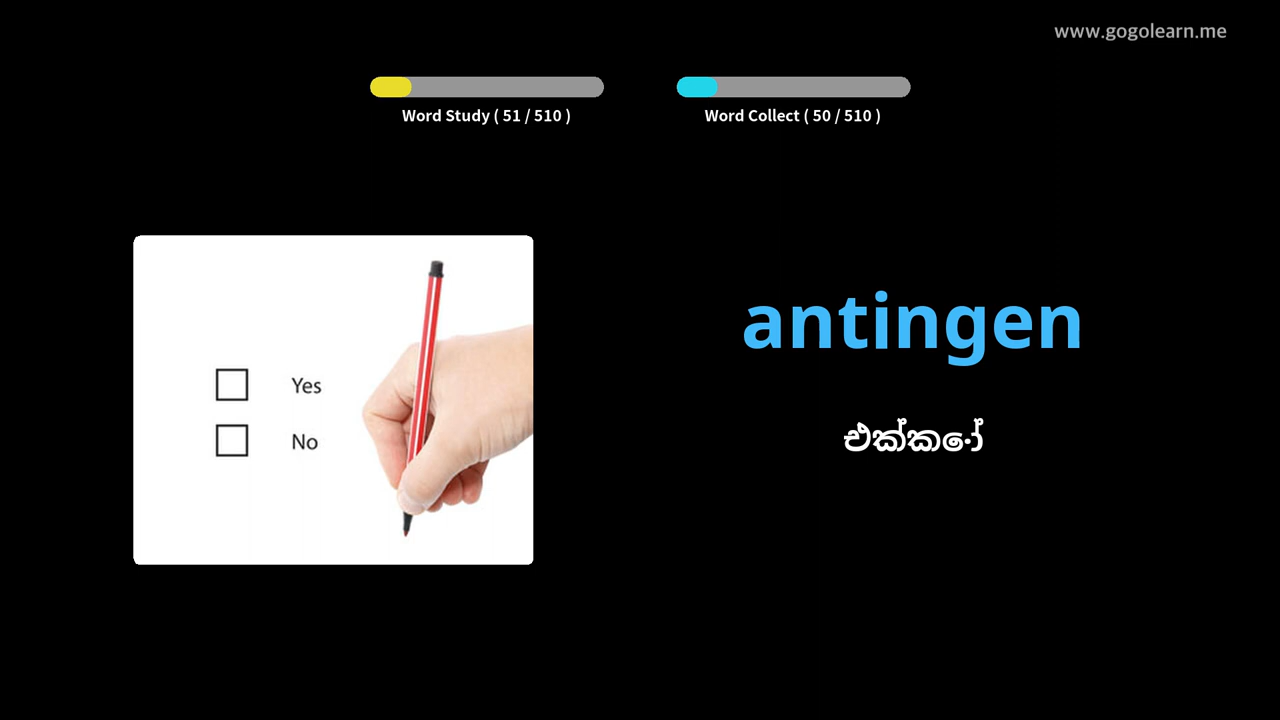 www.gogolearn.me
Word Study ( 51 / 510 )
Word Collect ( 50 / 510 )
Yes
No
antingen
එක්කෝ